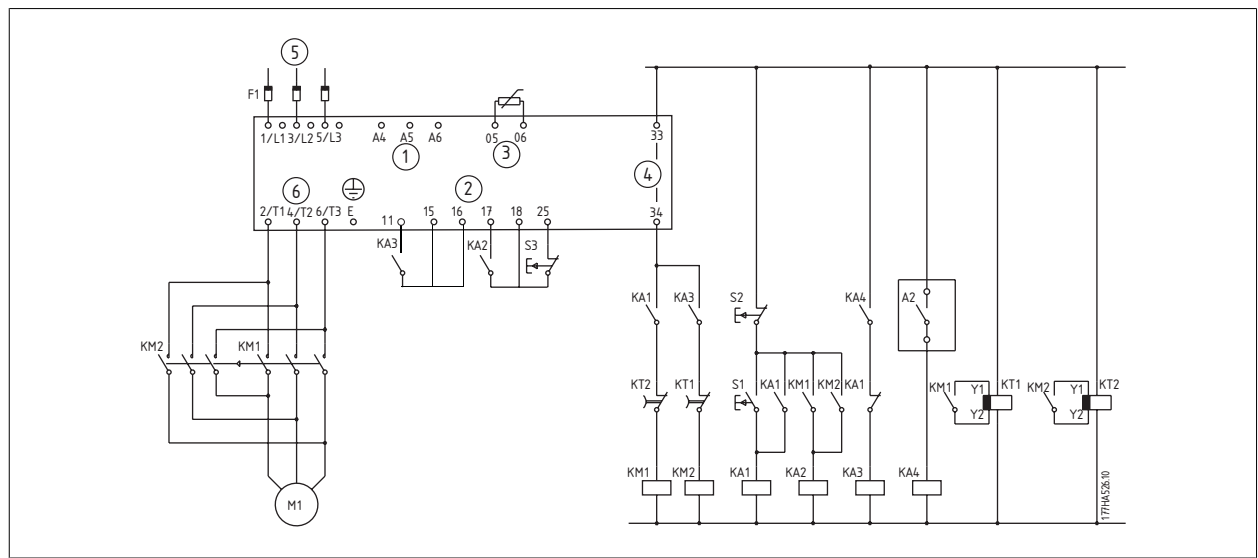 5
F1
1/L1 3/L2 5/L3 A4 A5 A6 05 06 33
1 3
4
6 2
2/T1 4/T2 6/T3 E 11 15 16 17 18 25 34
KA3 KA2 S3
KA1 KA3 S2 KA4 A2
KM2 KM1
KT2 KT1 S1 KA1 KM1 KM2 KA1 KM1 Y1 KT1 KM2 Y1 KT2
Y2 Y2
KM1 KM2 KA1 KA2 KA3 KA4
M1
177HA526.10